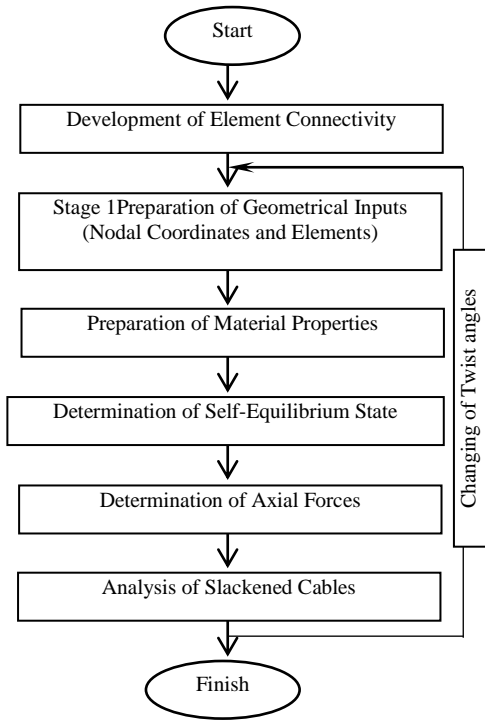 Start
Development of Element Connectivity
Stage 1Preparation of Geometrical Inputs
(Nodal Coordinates and Elements)
Preparation of Material Properties
Determination of Self-Equilibrium State
Determination of Axial Forces
Analysis of Slackened Cables
Finish
Changing of Twist angles